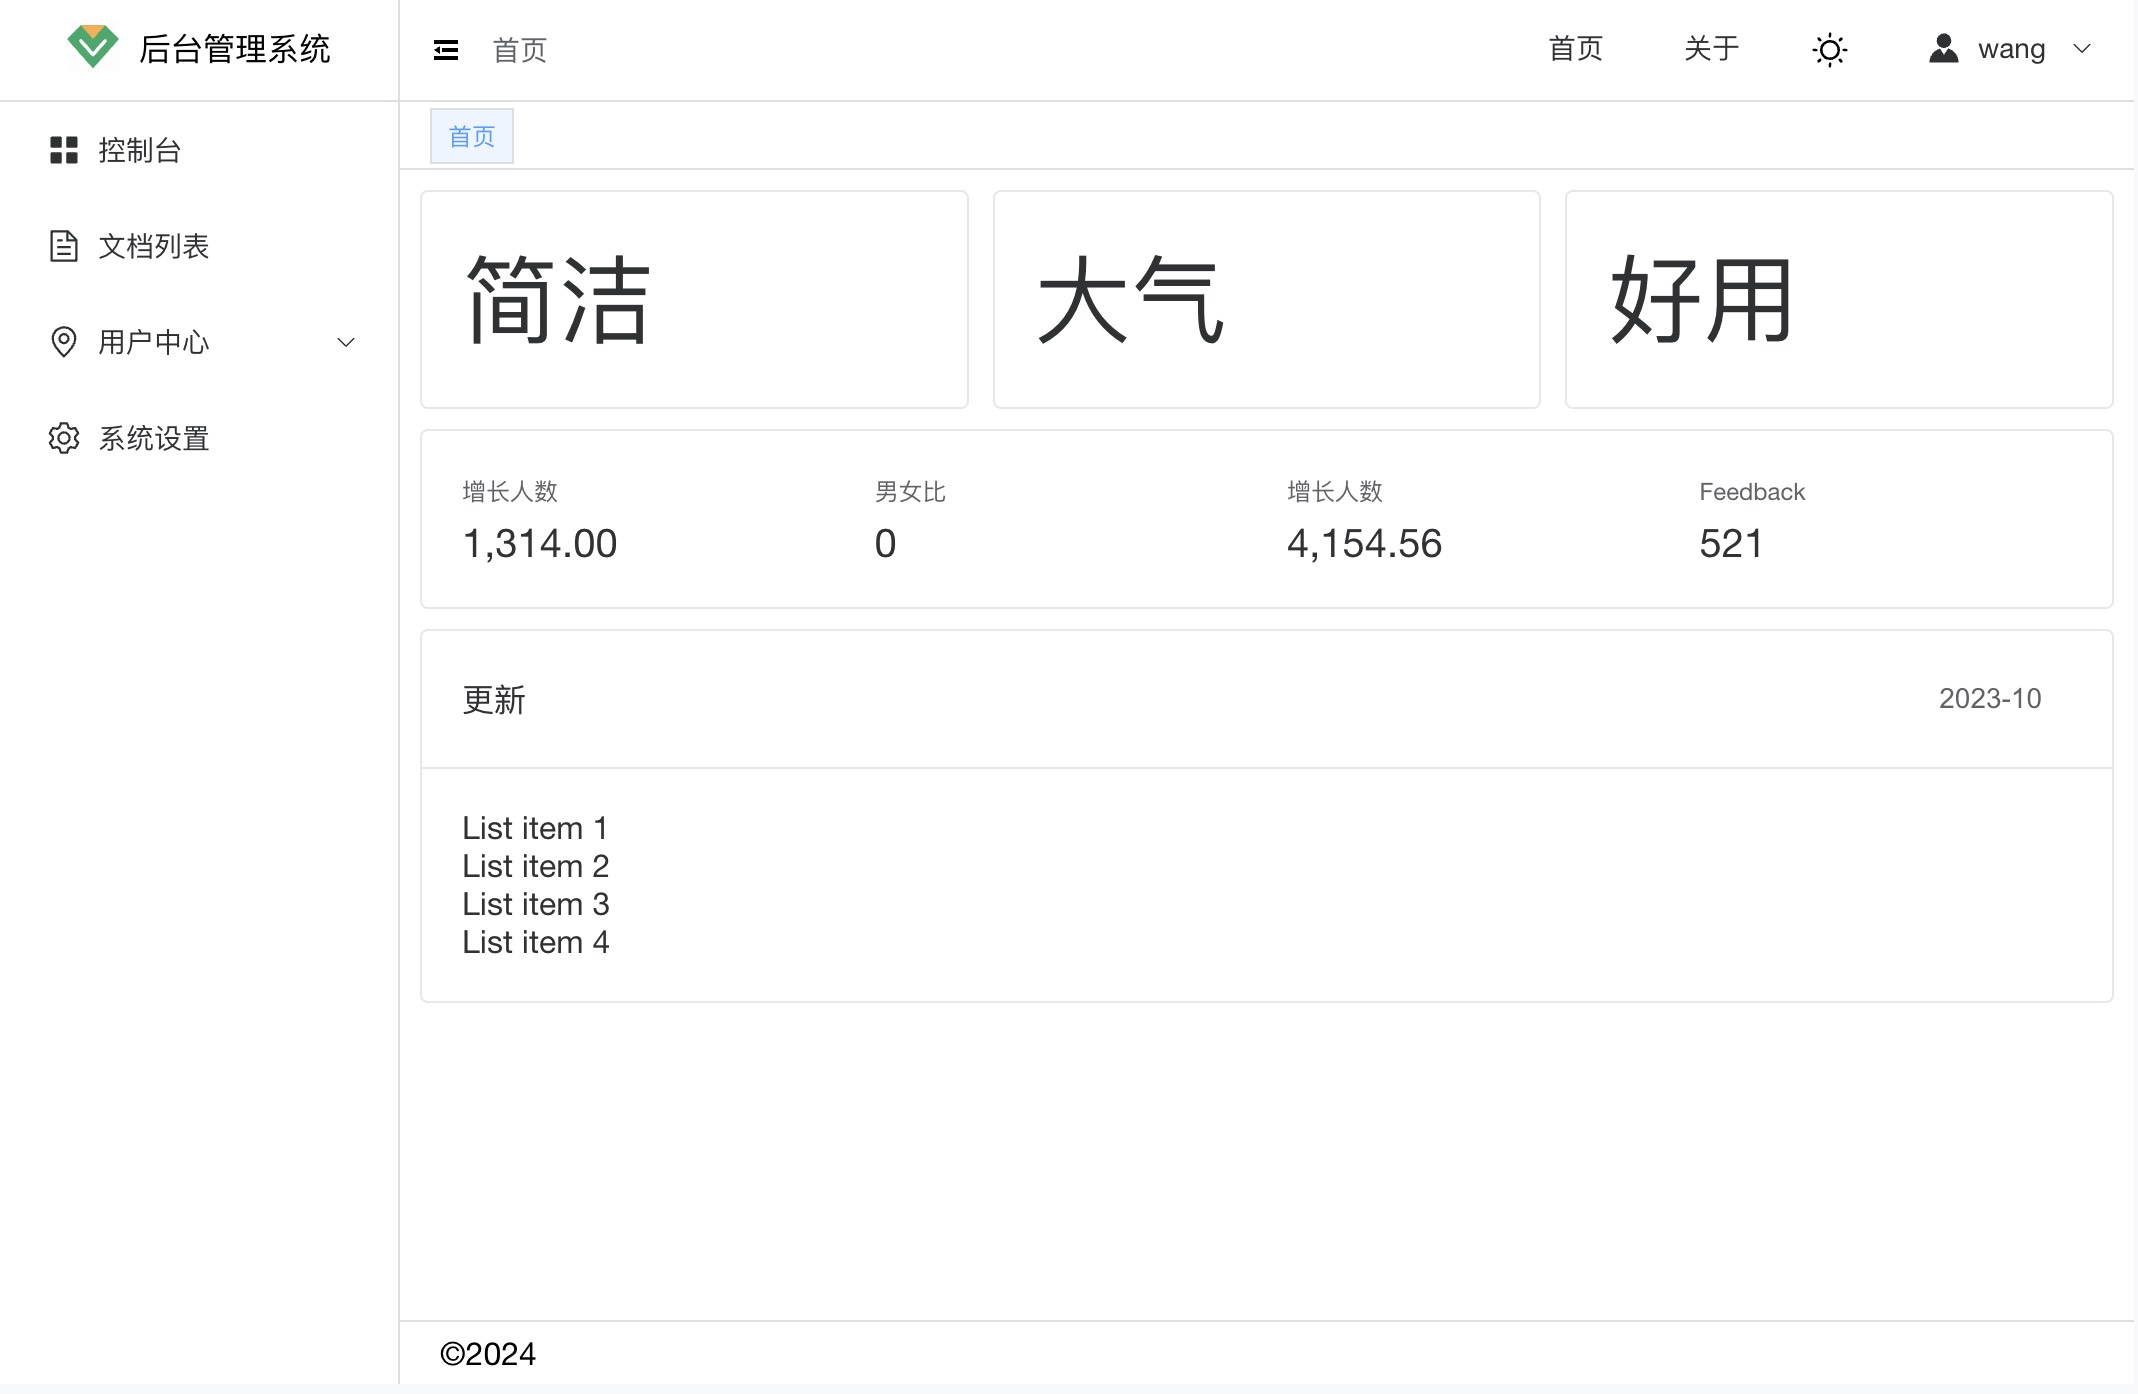 后台管理系统
首页
首页
关于
wang
控制台
文档列表
用户中心
系统设置
首页
简洁
大气
好用
增长人数
1,314.00
男女比
0
增长人数
4,154.56
Feedback
521
更新
2023-10
List item 1
List item 2
List item 3
List item 4
©2024